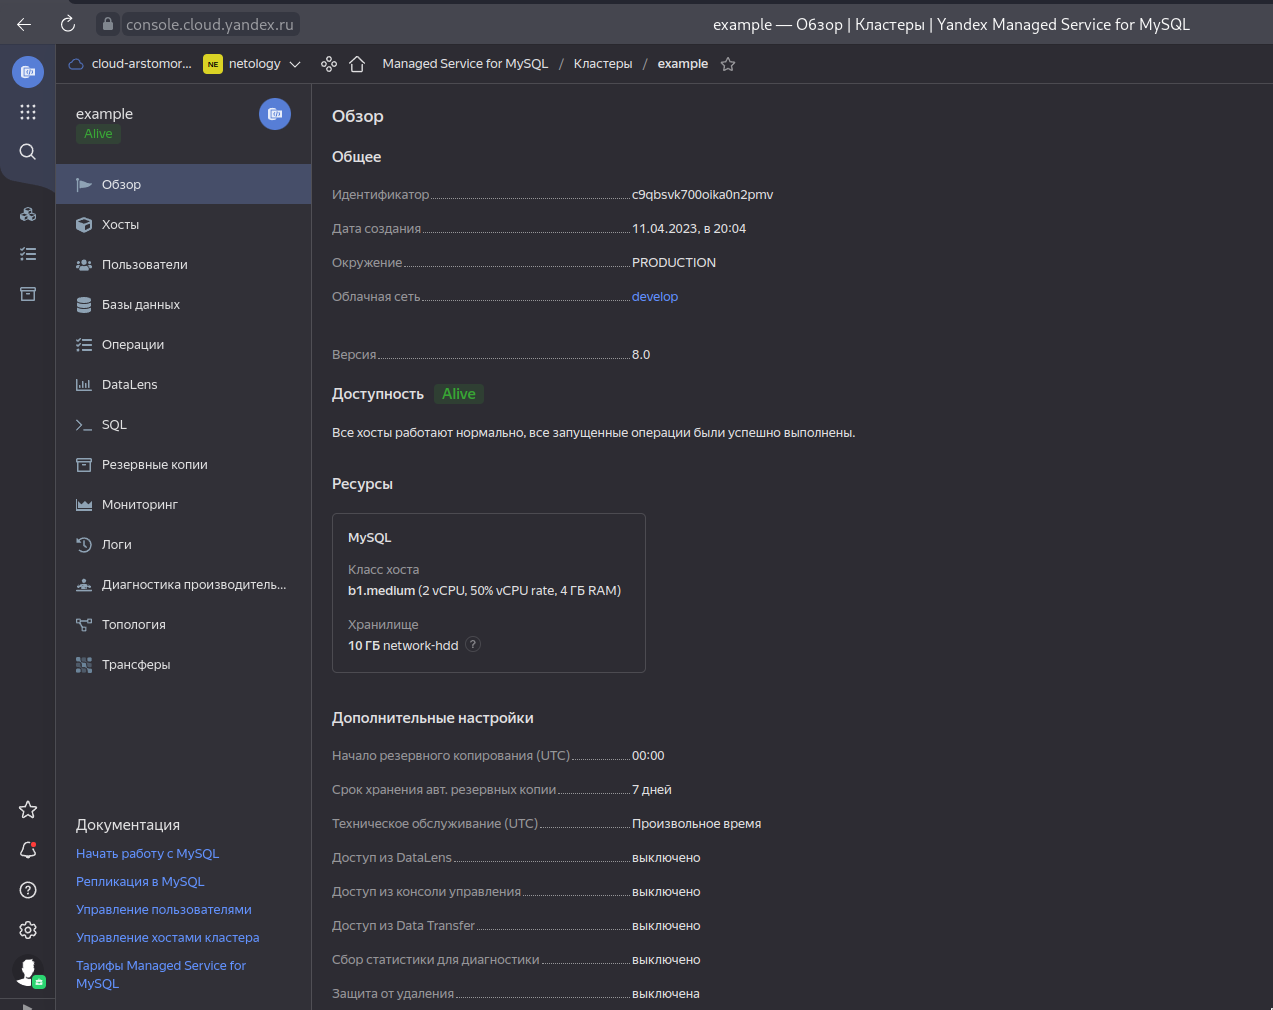 console.cloud.yandex.ru
example — Обзор | Кластеры | Yandex Managed Service for MySQL
cloud-arstomor...
NE
netology
Managed Service for MySQL / Кластеры / example
example
Alive
Обзор
Хосты
Пользователи
Базы данных
Операции
DataLens
SQL
Резервные копии
Мониторинг
Логи
Диагностика производитель...
Топология
Трансферы
Документация
Начать работу с MySQL
Репликация в MySQL
Управление пользователями
Управление хостами кластера
Тарифы Managed Service for
MySQL
Обзор
Общее
Идентификатор c9qbsvk700oika0n2pmv
Дата создания 11.04.2023, в 20:04
Окружение PRODUCTION
Облачная сеть develop
Версия 8.0
Доступность Alive
Все хосты работают нормально, все запущенные операции были успешно выполнены.
Ресурсы
MySQL
Класс хоста
b1.medium (2 vCPU, 50% vCPU rate, 4 ГБ RAM)
Хранилище
10 ГБ network-hdd ?
Дополнительные настройки
Начало резервного копирования (UTC) 00:00
Срок хранения авт. резервных копии 7 дней
Техническое обслуживание (UTC) Произвольное время
Доступ из DataLens выключено
Доступ из консоли управления выключено
Доступ из Data Transfer выключено
Сбор статистики для диагностики выключено
Защита от удаления выключена